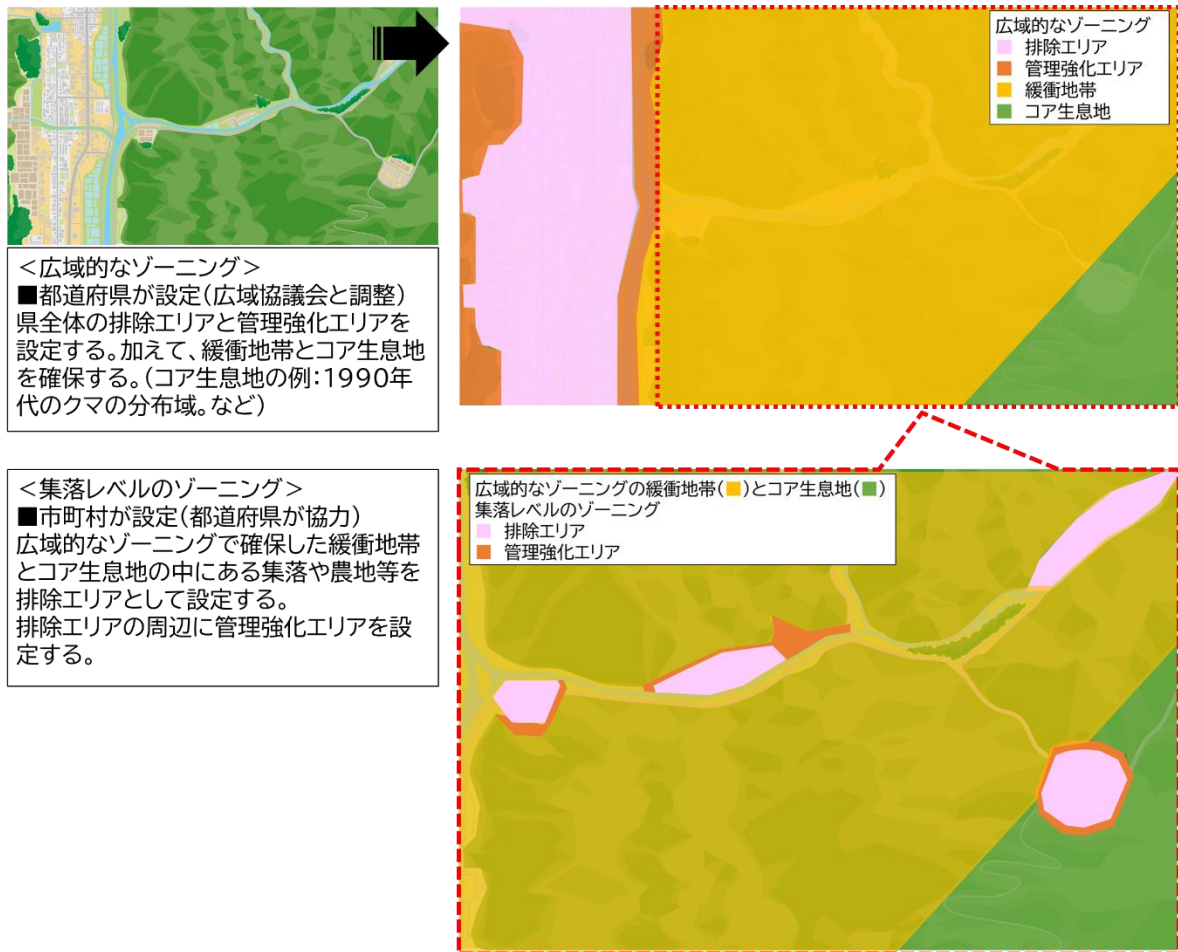 広域的なゾーニング
排除エリア
管理強化エリア
緩衝地帯
コア生息地
<広域的なゾーニング>
■都道府県が設定(広域協議会と調整)
県全体の排除エリアと管理強化エリアを
設定する。加えて、緩衝地帯とコア生息地
を確保する。(コア生息地の例:1990年
代のクマの分布域。など)
<集落レベルのゾーニング>
■市町村が設定(都道府県が協力)
広域的なゾーニングで確保した緩衝地帯
とコア生息地の中にある集落や農地等を
排除エリアとして設定する。
排除エリアの周辺に管理強化エリアを設
定する。
広域的なゾーニングの緩衝地帯(■)とコア生息地(■)
集落レベルのゾーニング
排除エリア
管理強化エリア